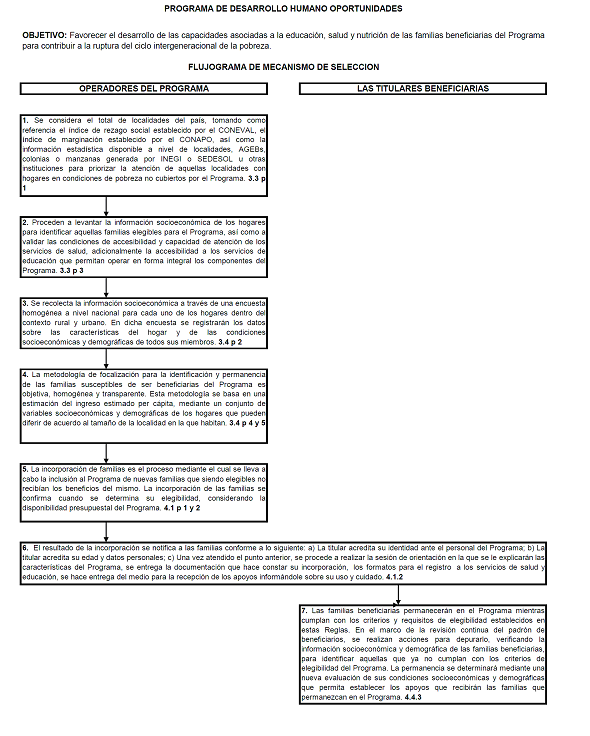 PROGRAMA DE DESARROLLO HUMANO OPORTUNIDADES
OBJETIVO: Favorecer el desarrollo de las capacidades asociadas a la educación, salud y nutrición de las familias beneficiarias del Programa
para contribuir a la ruptura del ciclo intergeneracional de la pobreza.
FLUJOGRAMA DE MECANISMO DE SELECCION
OPERADORES DEL PROGRAMA
LAS TITULARES BENEFICIARIAS
1. Se considera el total de localidades del país, tomando como
referencia el índice de rezago social establecido por el CONEVAL, el
índice de marginación establecido por el CONAPO, así como la
información estadística disponible a nivel de localidades, AGEBs,
colonias o manzanas generada por INEGI o SEDESOL u otras
instituciones para priorizar la atención de aquellas localidades con
hogares en condiciones de pobreza no cubiertos por el Programa. 3.3 p
1
2. Proceden a levantar la información socioeconómica de los hogares
para identificar aquellas familias elegibles para el Programa, así como a
validar las condiciones de accesibilidad y capacidad de atención de los
servicios de salud, adicionalmente la accesibilidad a los servicios de
educación que permitan operar en forma integral los componentes del
Programa. 3.3 p 3
3. Se recolecta la información socioeconómica a través de una encuesta
homogénea a nivel nacional para cada uno de los hogares dentro del
contexto rural y urbano. En dicha encuesta se registrarán los datos
sobre las características del hogar y de las condiciones
socioeconómicas y demográficas de todos sus miembros. 3.4 p 2
4. La metodología de focalización para la identificación y permanencia
de las familias susceptibles de ser beneficiarias del Programa es
objetiva, homogénea y transparente. Esta metodología se basa en una
estimación del ingreso estimado per cápita, mediante un conjunto de
variables socioeconómicas y demográficas de los hogares que pueden
diferir de acuerdo al tamaño de la localidad en la que habitan. 3.4 p 4 y 5
5. La incorporación de familias es el proceso mediante el cual se lleva a
cabo la inclusión al Programa de nuevas familias que siendo elegibles no
recibían los beneficios del mismo. La incorporación de las familias se
confirma cuando se determina su elegibilidad, considerando la
disponibilidad presupuestal del Programa. 4.1 p 1 y 2
6. El resultado de la incorporación se notifica a las familias conforme a lo siguiente: a) La titular acredita su identidad ante el personal del Programa; b) La
titular acredita su edad y datos personales; c) Una vez atendido el punto anterior, se procede a realizar la sesión de orientación en la que se le explicarán las
características del Programa, se entrega la documentación que hace constar su incorporación, los formatos para el registro a los servicios de salud y
educación, se hace entrega del medio para la recepción de los apoyos informándole sobre su uso y cuidado. 4.1.2
7. Las familias beneficiarias permanecerán en el Programa mientras
cumplan con los criterios y requisitos de elegibilidad establecidos en
estas Reglas. En el marco de la revisión continua del padrón de
beneficiarios, se realizan acciones para depurarlo, verificando la
información socioeconómica y demográfica de las familias beneficiarias,
para identificar aquellas que ya no cumplan con los criterios de
elegibilidad del Programa. La permanencia se determinará mediante una
nueva evaluación de sus condiciones socioeconómicas y demográficas
que permita establecer los apoyos que recibirán las familias que
permanezcan en el Programa. 4.4.3